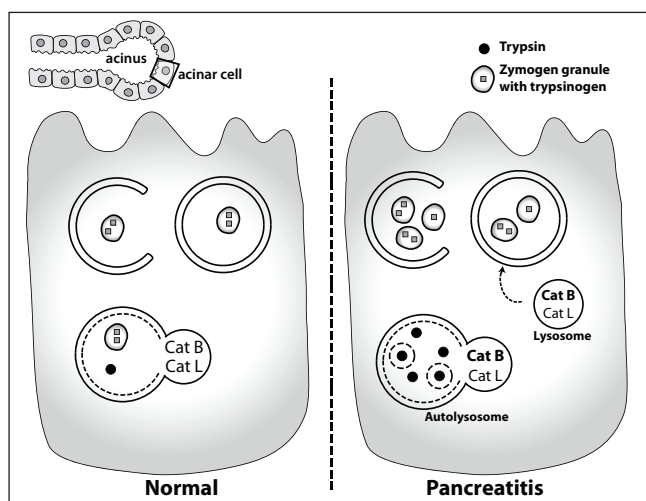 acinus
acinar cell
Trypsin
Zymogen granule
with trypsinogen
Cat B
Cat L
Cat B
Cat L
Lysosome
Cat B
Cat L
Autolysosome
Normal
Pancreatitis